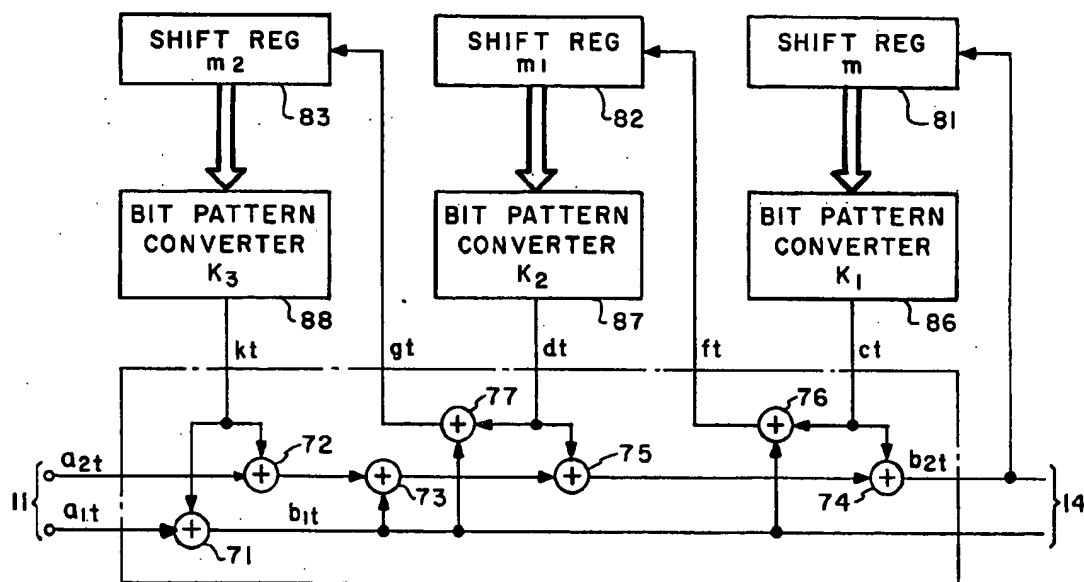 SHIFT REG
m2
83
SHIFT REG
m1
82
SHIFT REG
m
81
BIT PATTERN
CONVERTER
K3
88
BIT PATTERN
CONVERTER
K2
87
BIT PATTERN
CONVERTER
K1
86
kt
gt
dt
ft
ct
77
76
a2t
72
73
75
74
b2t
11
a1t
71
b1t
14